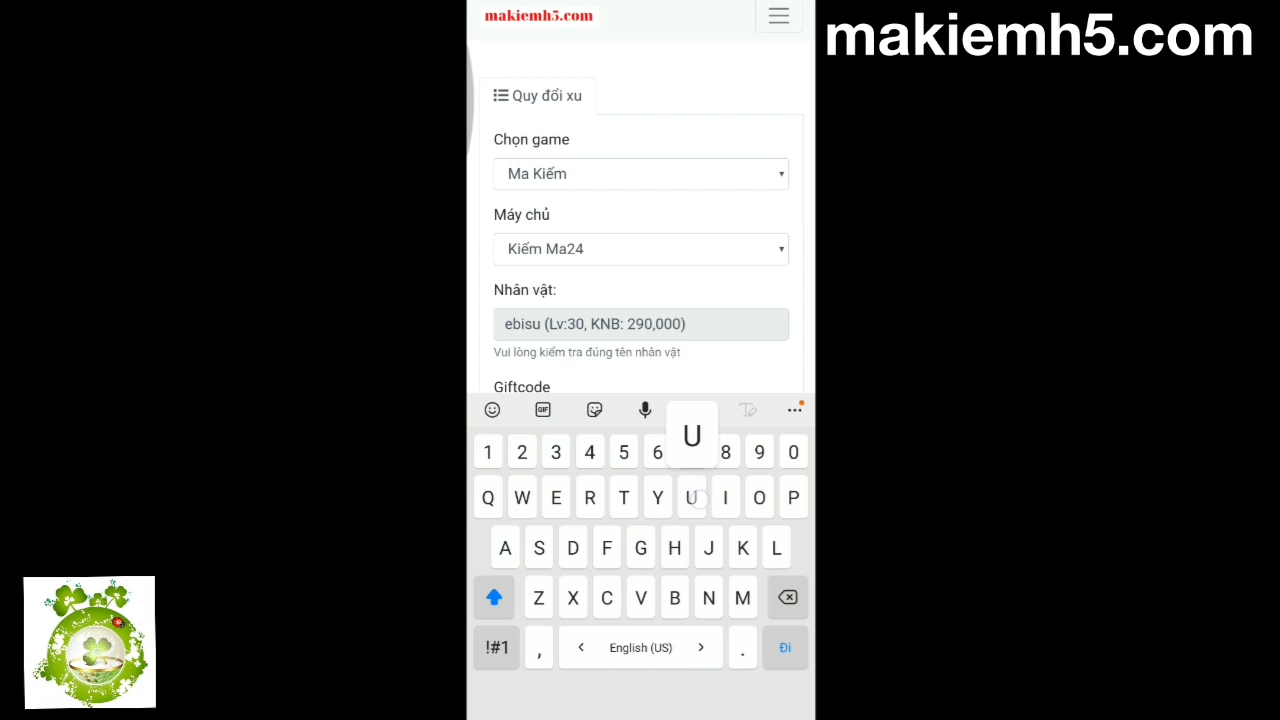 makiemh5.com
makiemh5.com
Quy đổi xu
Chọn game
Ma Kiếm
Máy chủ
Kiếm Ma24
Nhân vật:
ebisu (Lv:30, KNB: 290,000)
Vui lòng kiểm tra đúng tên nhân vật
Giftcode
GIF
U
1 2 3 4 5 6 8 9 0
Q W E R T Y U I O P
A S D F G H J K L
Z X C V B N M
!#1 , < English (US) > . Đi